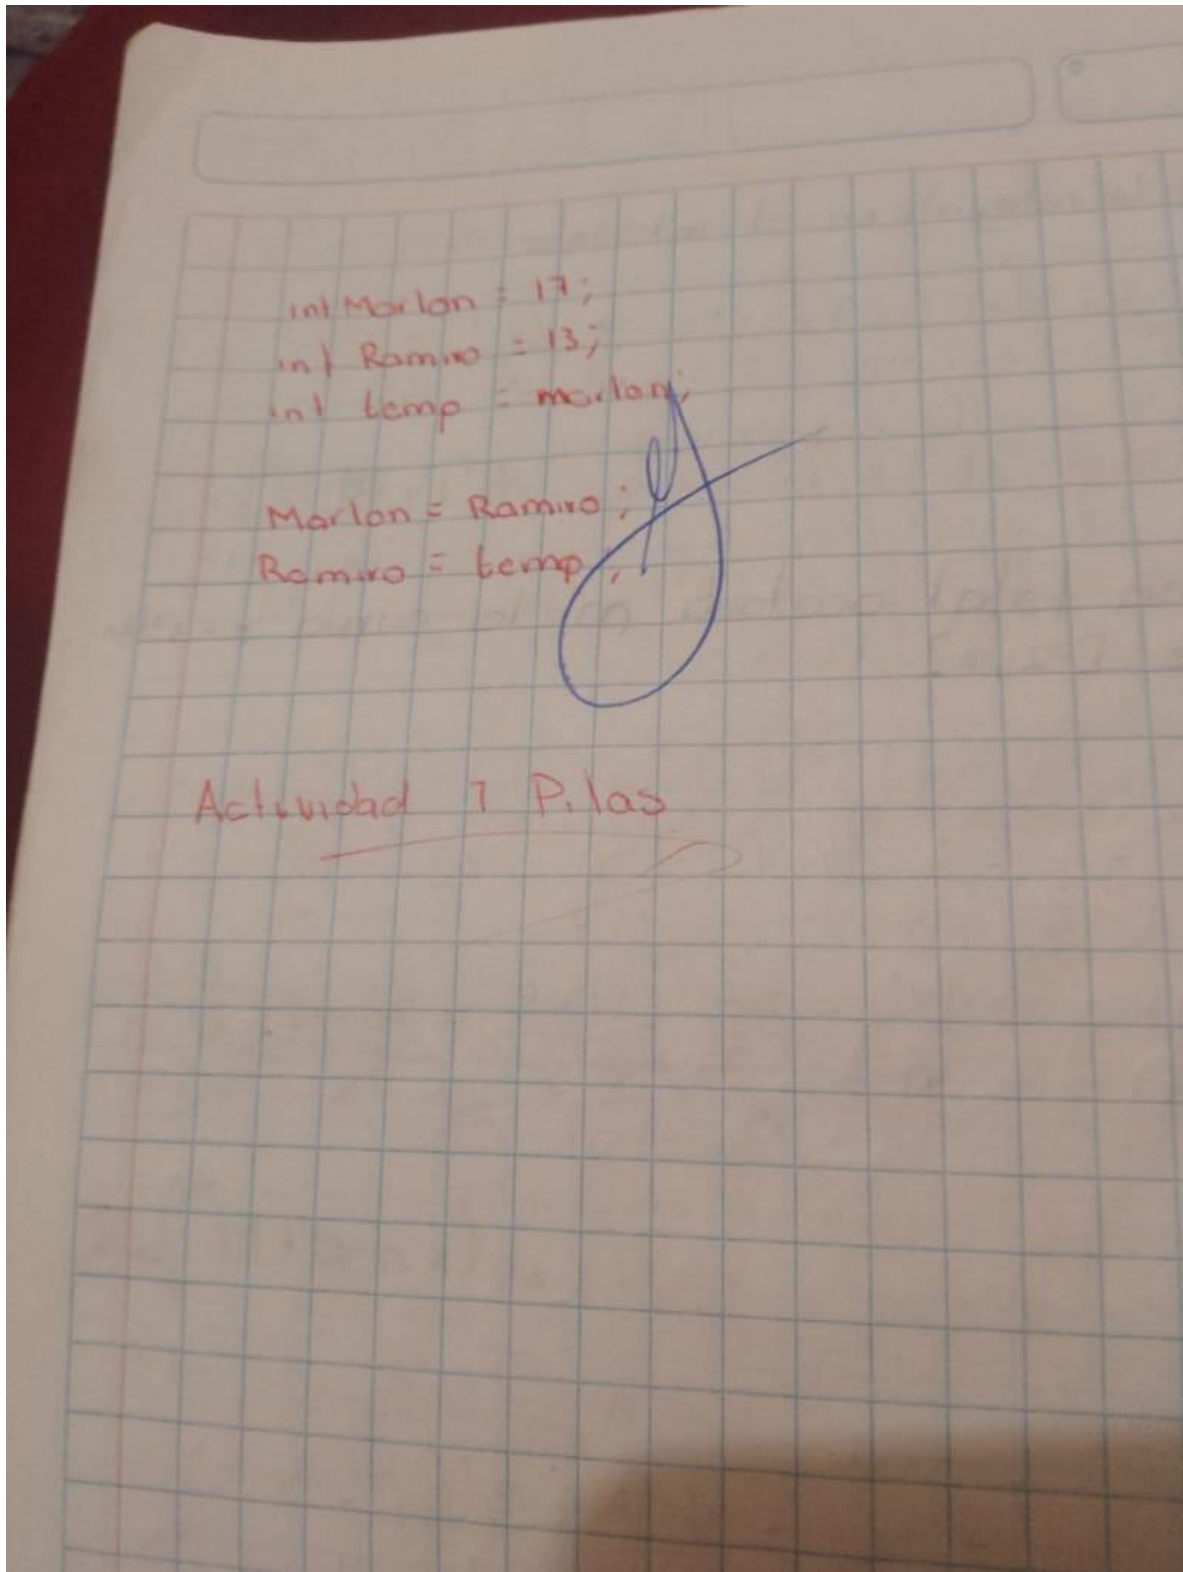 int Marlon = 17;
int Ramiro = 13;
int temp = marlon;
Marlon = Ramiro;
Ramiro = temp;
Actividad 7 Pilas